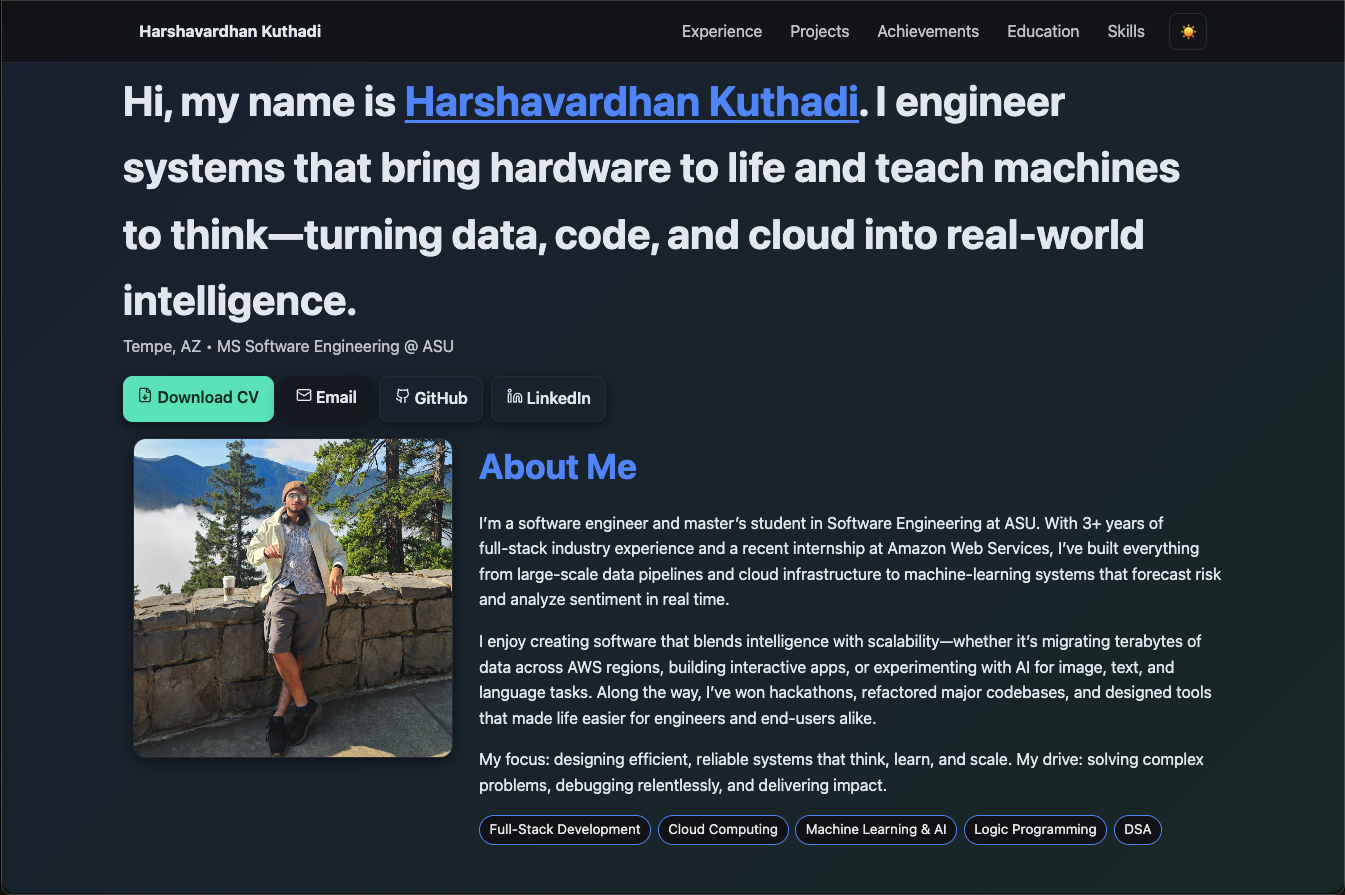 Harshavardhan Kuthadi
Experience Projects Achievements Education Skills
Hi, my name is Harshavardhan Kuthadi. I engineer
systems that bring hardware to life and teach machines
to think—turning data, code, and cloud into real-world
intelligence.
Tempe, AZ • MS Software Engineering @ ASU
Download CV Email GitHub LinkedIn
About Me
I’m a software engineer and master’s student in Software Engineering at ASU. With 3+ years of
full-stack industry experience and a recent internship at Amazon Web Services, I’ve built everything
from large-scale data pipelines and cloud infrastructure to machine-learning systems that forecast risk
and analyze sentiment in real time.
I enjoy creating software that blends intelligence with scalability—whether it’s migrating terabytes of
data across AWS regions, building interactive apps, or experimenting with AI for image, text, and
language tasks. Along the way, I’ve won hackathons, refactored major codebases, and designed tools
that made life easier for engineers and end-users alike.
My focus: designing efficient, reliable systems that think, learn, and scale. My drive: solving complex
problems, debugging relentlessly, and delivering impact.
Full-Stack Development Cloud Computing Machine Learning & AI Logic Programming DSA